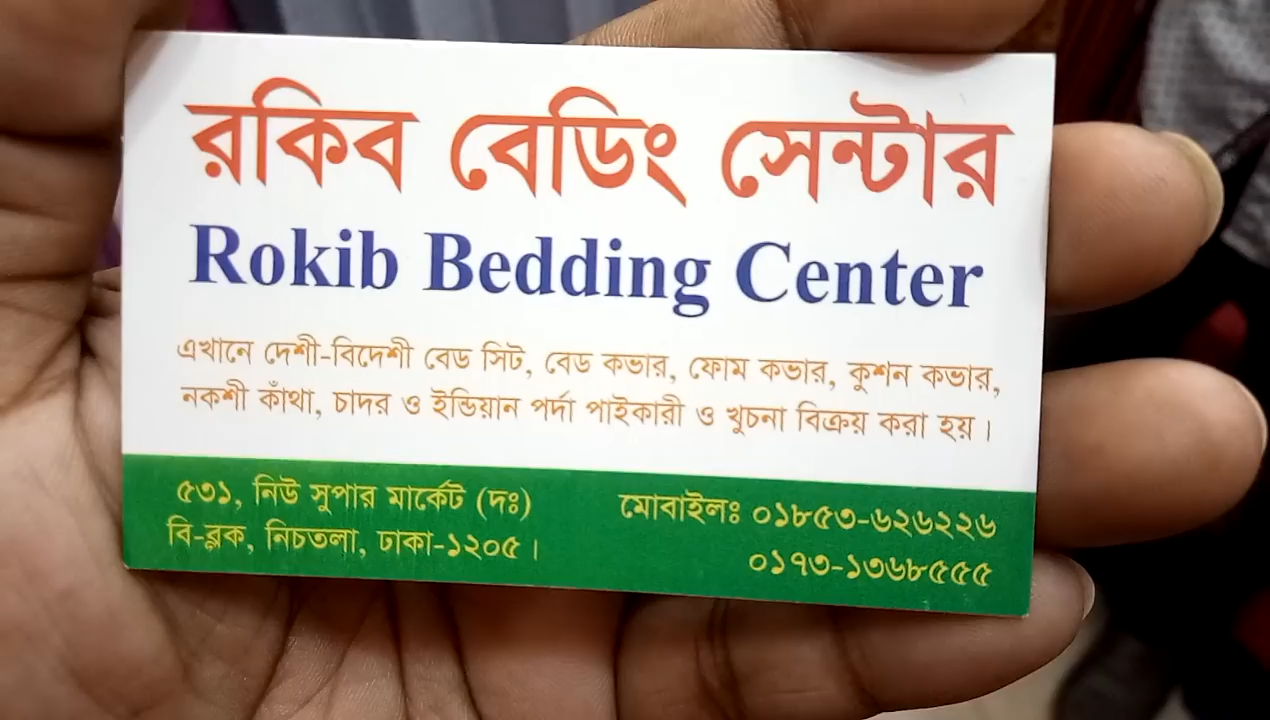 রকিব বেডিং সেন্টার
Rokib Bedding Center
এখানে দেশী-বিদেশী বেড সিট, বেড কভার, ফোম কভার, কুশন কভার,
নকশী কাঁথা, চাদর ও ইন্ডিয়ান পর্দা পাইকারী ও খুচনা বিক্রয় করা হয়।
৫৩১, নিউ সুপার মার্কেট (দঃ)
বি-ব্লক, নিচতলা, ঢাকা-১২০৫।
মোবাইলঃ ০১৮৫৩-৬২৬২২৬
০১৭৩-১৩৬৮৫৫৫